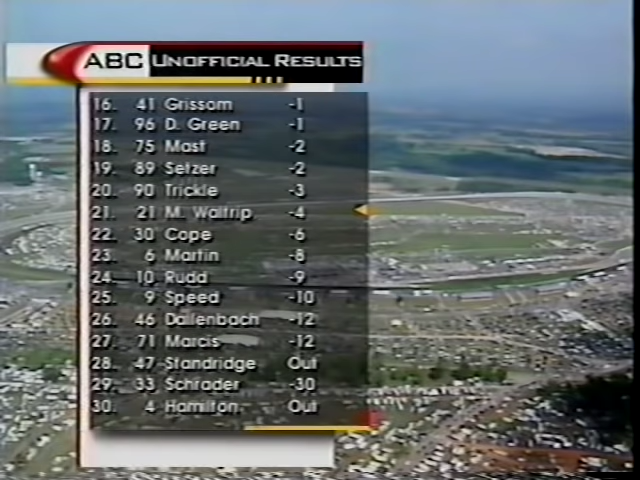 ABC UNOFFICIAL RESULTS
16. 41 Grissom -1
17. 96 D. Green -1
18. 75 Mast -2
19. 89 Setzer -2
20. 90 Trickle -3
21. 21 M. Waltrip -4
22. 30 Cope -6
23. 6 Martin -8
24. 10 Rudd -9
25. 9 Speed -10
26. 46 Dallenbach -12
27. 71 Marcis -12
28. 47 Standridge Out
29. 33 Schrader -30
30. 4 Hamilton Out